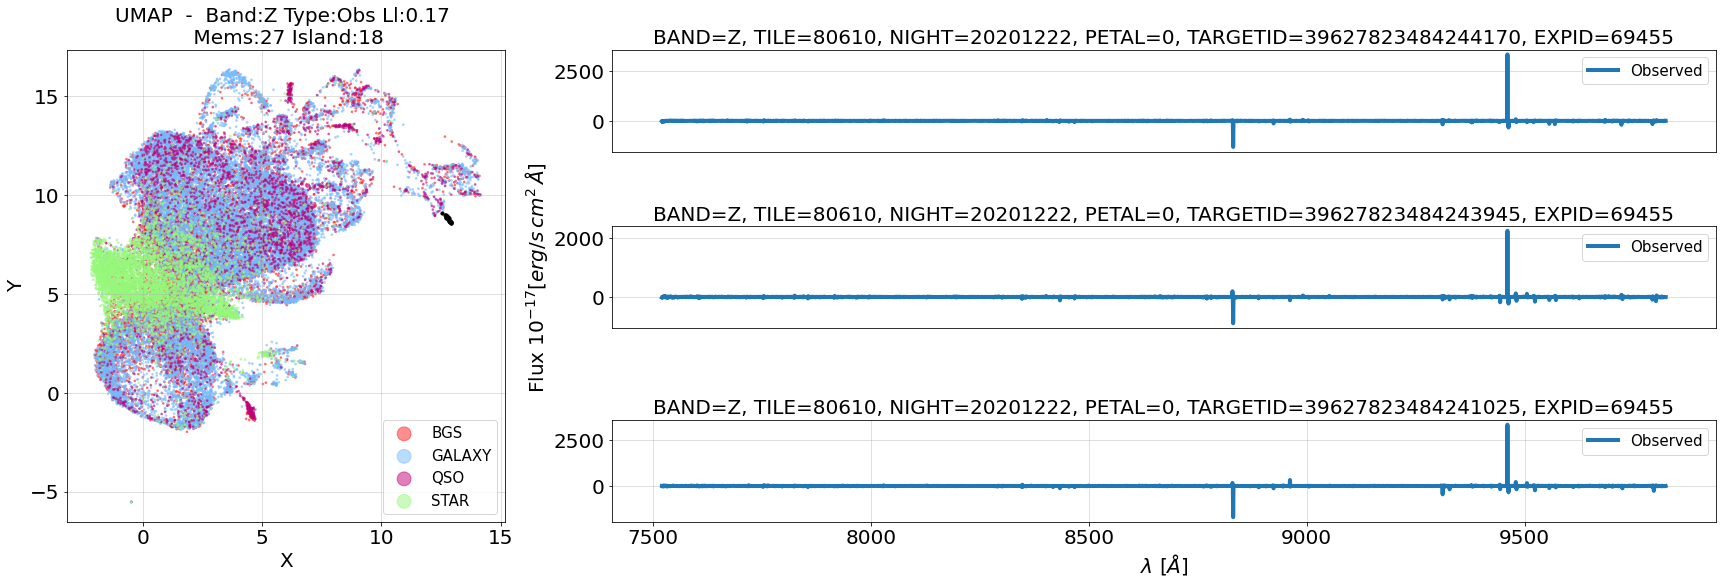 UMAP - Band:Z Type:Obs Ll:0.17
Mems:27 Island:18
15
10
5
0
−5
Y
0
5
10
15
X
BGS
GALAXY
QSO
STAR
Flux 10⁻¹⁷[erg/s cm² Å]
BAND=Z, TILE=80610, NIGHT=20201222, PETAL=0, TARGETID=39627823484244170, EXPID=69455
2500
0
Observed
BAND=Z, TILE=80610, NIGHT=20201222, PETAL=0, TARGETID=39627823484243945, EXPID=69455
2000
0
Observed
BAND=Z, TILE=80610, NIGHT=20201222, PETAL=0, TARGETID=39627823484241025, EXPID=69455
2500
0
Observed
7500
8000
8500
9000
9500
λ [Å]